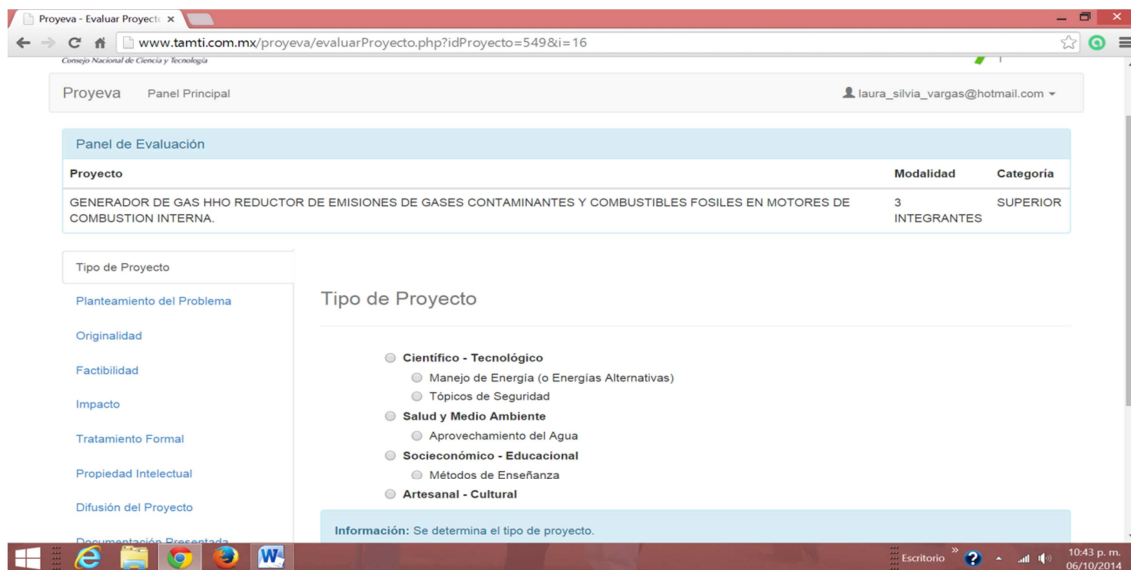 Proyeva - Evaluar Proyecto
www.tamti.com.mx/proyeva/evaluarProyecto.php?idProyecto=549&i=16
Consejo Nacional de Ciencia y Tecnología
Proyeva Panel Principal laura_silvia_vargas@hotmail.com
Panel de Evaluación
Proyecto Modalidad Categoría
GENERADOR DE GAS HHO REDUCTOR DE EMISIONES DE GASES CONTAMINANTES Y COMBUSTIBLES FOSILES EN MOTORES DE 3 SUPERIOR
COMBUSTION INTERNA. INTEGRANTES
Tipo de Proyecto
Planteamiento del Problema
Originalidad
Factibilidad
Impacto
Tratamiento Formal
Propiedad Intelectual
Difusión del Proyecto
Documentación Presentada
Tipo de Proyecto
Científico - Tecnológico
Manejo de Energía (o Energías Alternativas)
Tópicos de Seguridad
Salud y Medio Ambiente
Aprovechamiento del Agua
Socieconómico - Educacional
Métodos de Enseñanza
Artesanal - Cultural
Información: Se determina el tipo de proyecto.
Escritorio 10:43 p. m.
06/10/2014